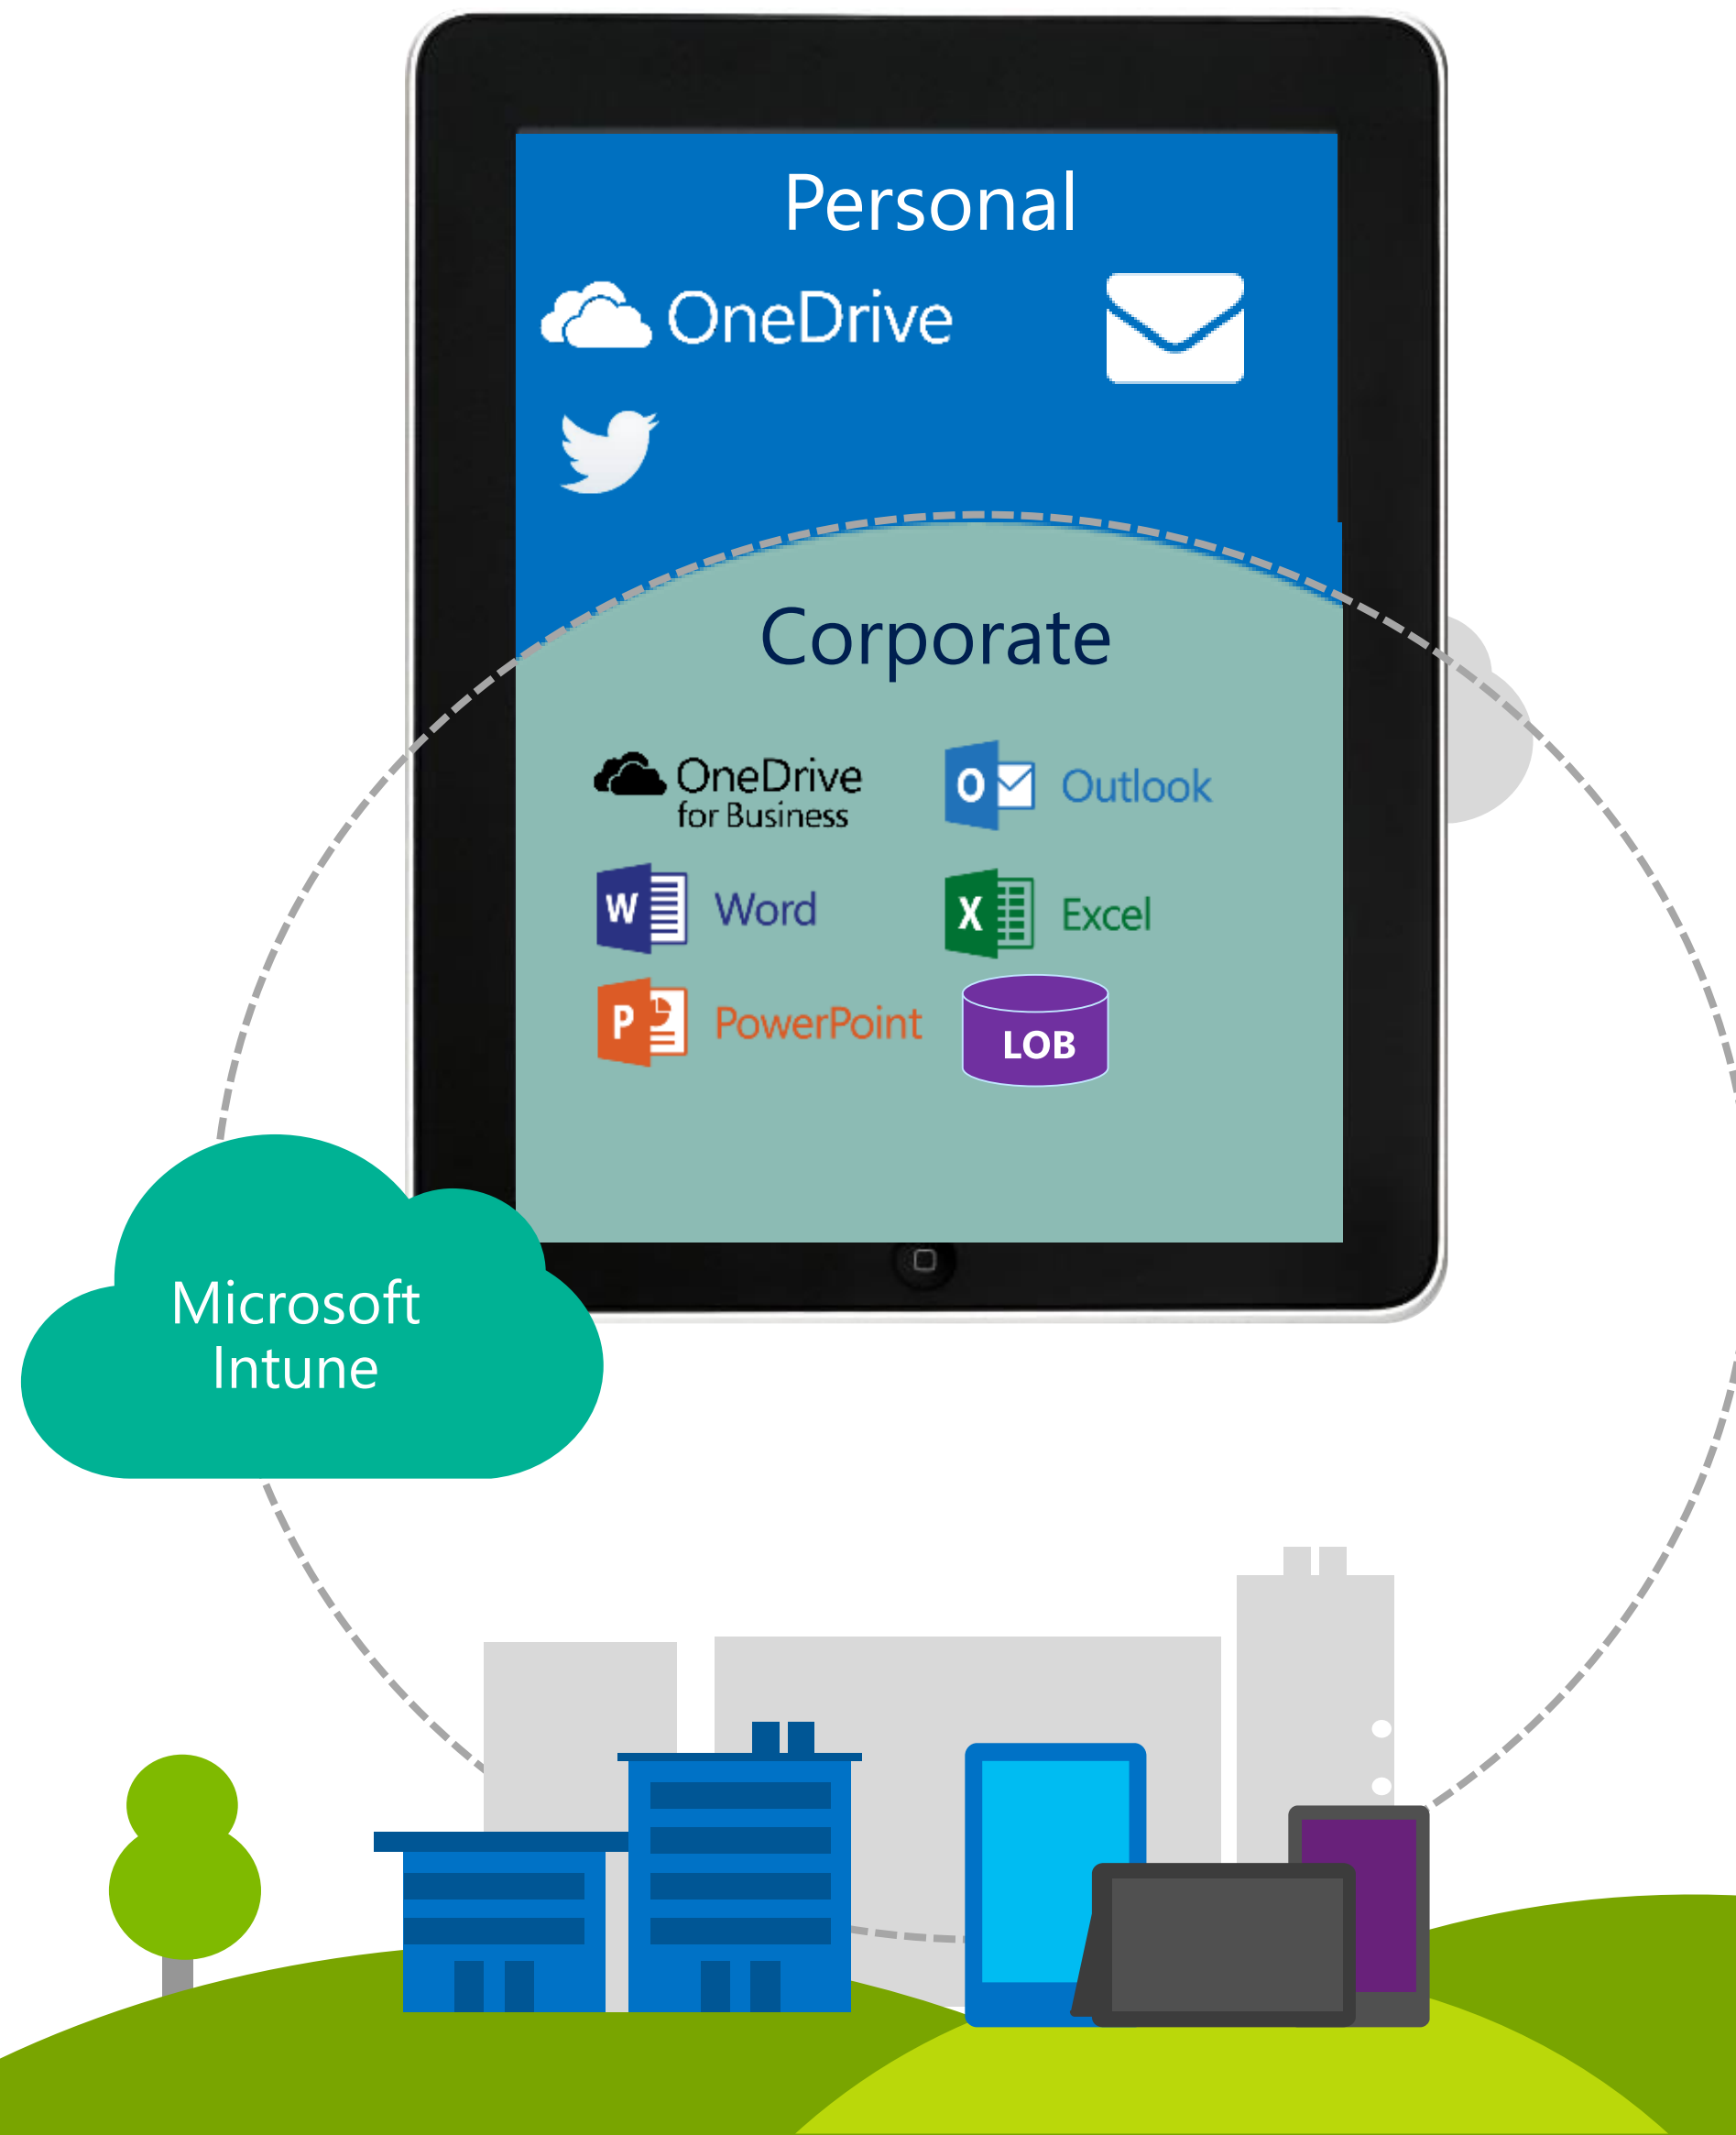 Personal
OneDrive
Corporate
OneDrive
for Business
O
Outlook
W
Word
X
Excel
P
PowerPoint
LOB
Microsoft
Intune